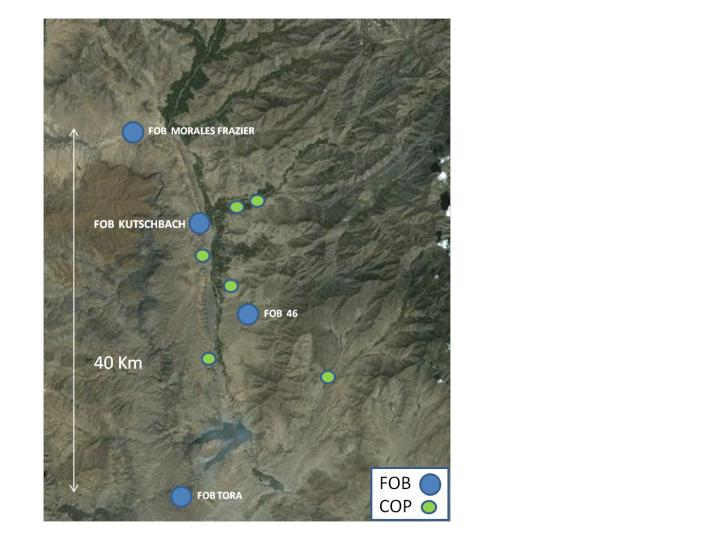 FOB MORALES FRAZIER
FOB KUTSCHBACH
FOB 46
40 Km
FOB TORA
FOB
COP